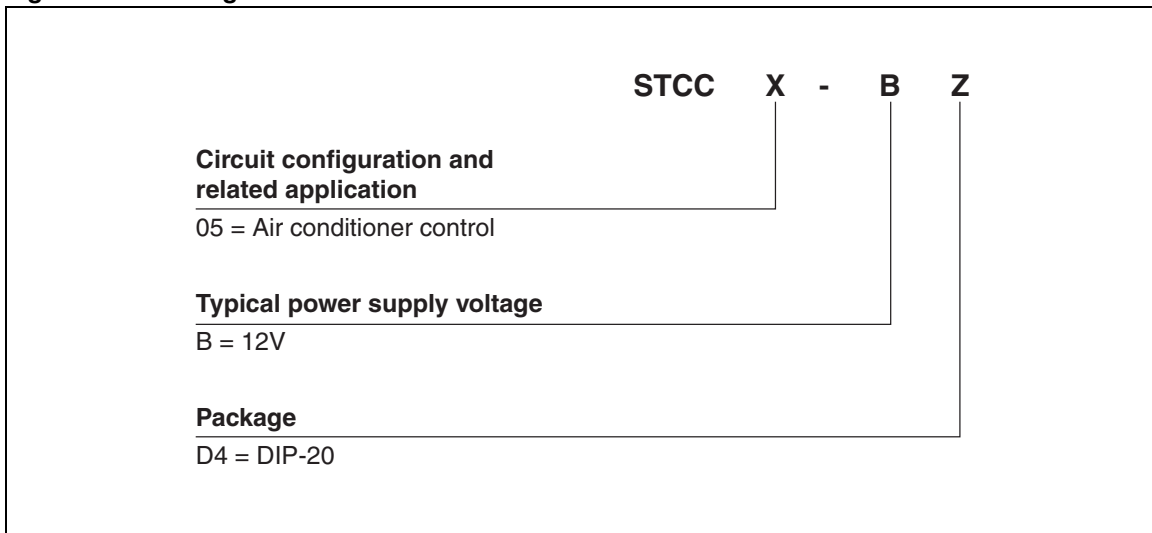 STCC X - B Z
Circuit configuration and
related application
05 = Air conditioner control
Typical power supply voltage
B = 12V
Package
D4 = DIP-20